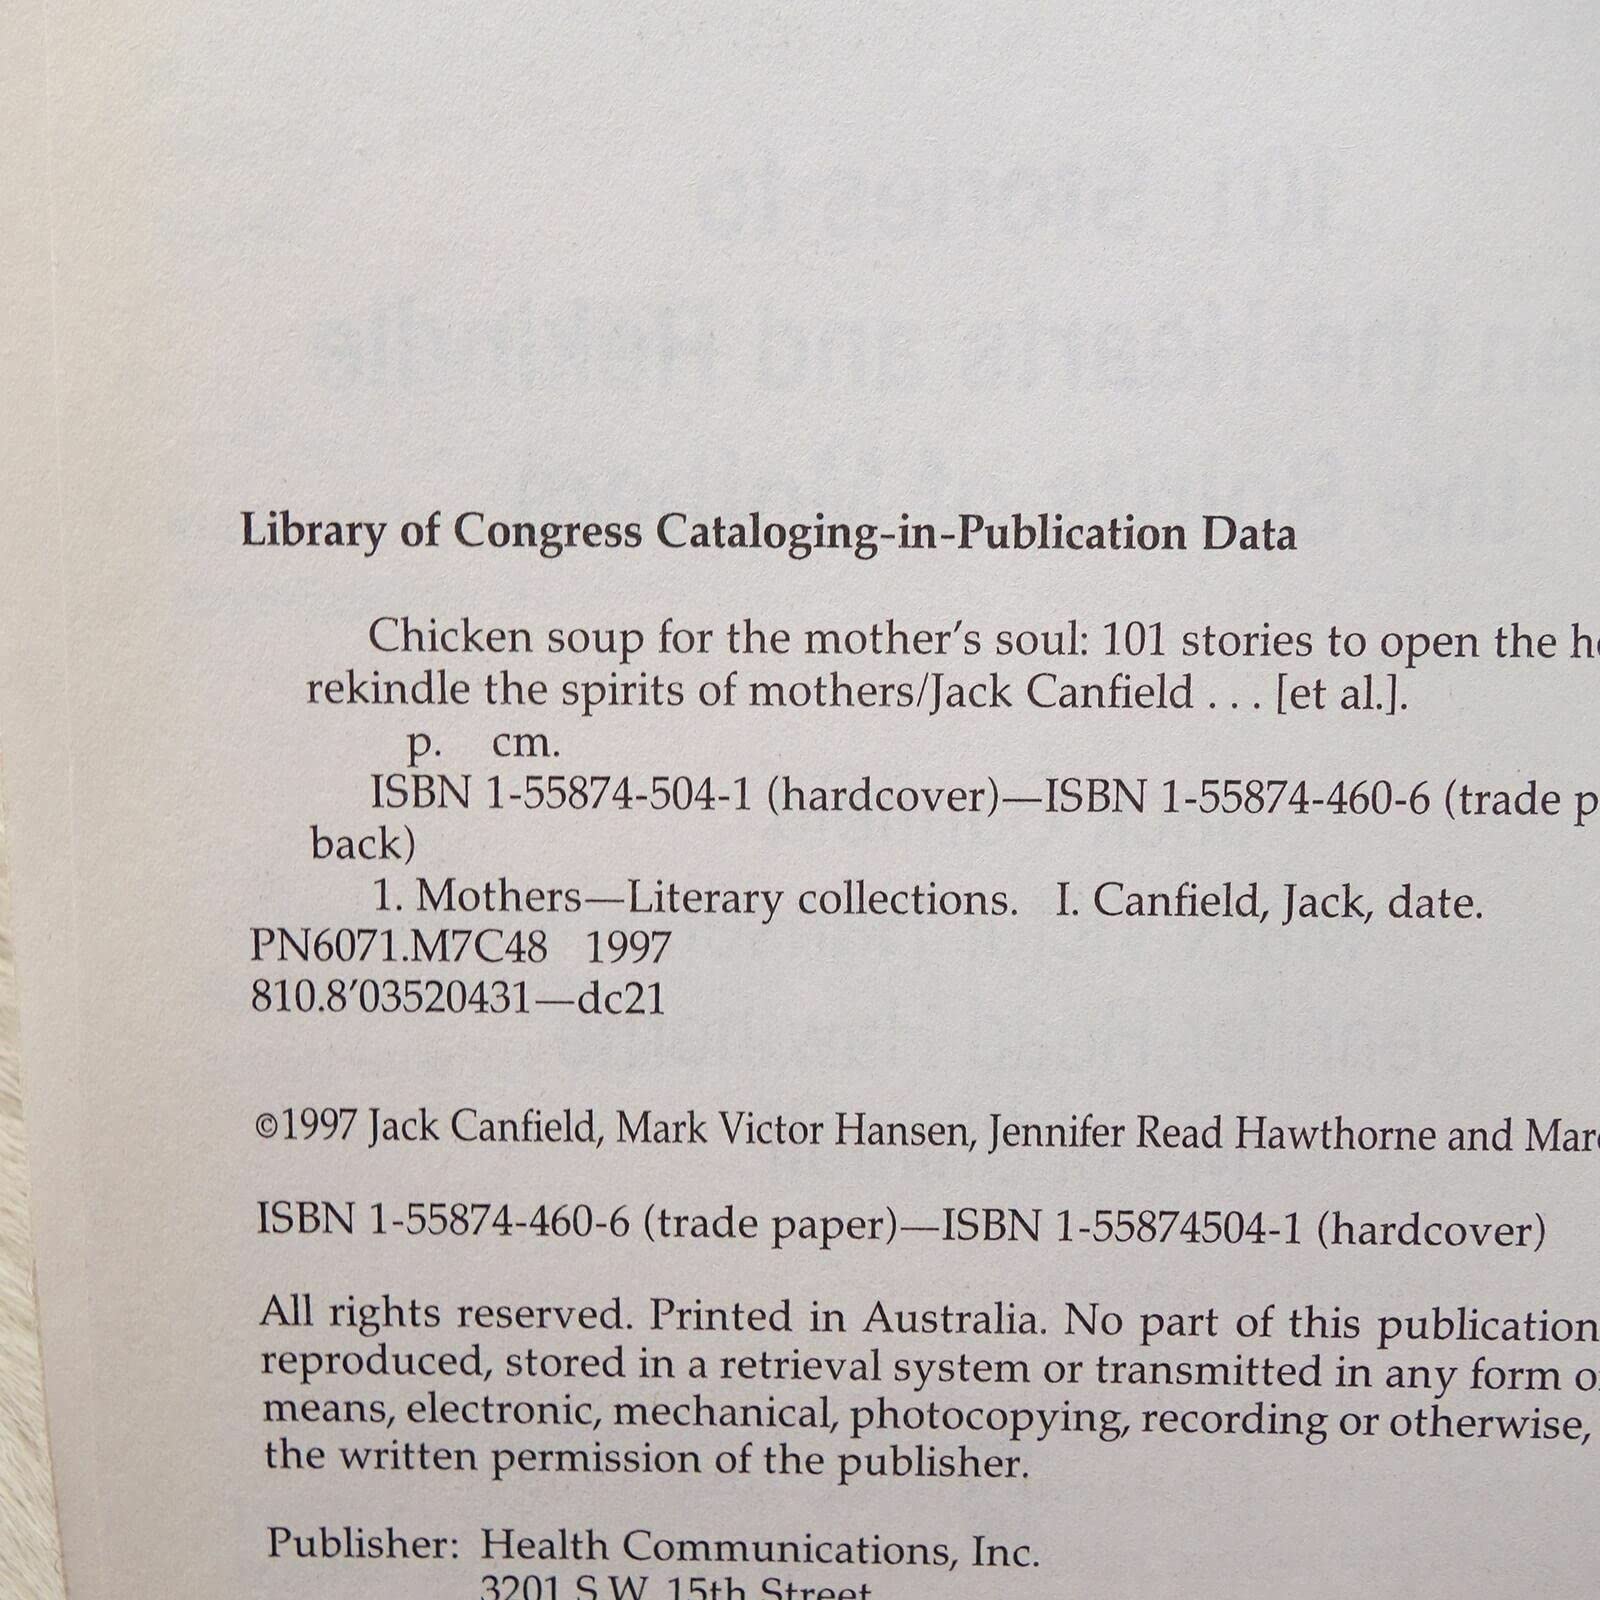 Library of Congress Cataloging-in-Publication Data
Chicken soup for the mother's soul: 101 stories to open the
rekindle the spirits of mothers/Jack Canfield . . . [et al.].
p. cm.
ISBN 1-55874-504-1 (hardcover)—ISBN 1-55874-460-6 (trade p
back)
1. Mothers—Literary collections. I. Canfield, Jack, date.
PN6071.M7C48 1997
810.8'03520431—dc21
©1997 Jack Canfield, Mark Victor Hansen, Jennifer Read Hawthorne and
ISBN 1-55874-460-6 (trade paper)—ISBN 1-55874504-1 (hardcover)
All rights reserved. Printed in Australia. No part of this publication
reproduced, stored in a retrieval system or transmitted in any form
means, electronic, mechanical, photocopying, recording or otherwise,
the written permission of the publisher.
Publisher: Health Communications, Inc.
3201 S.W. 15th Street